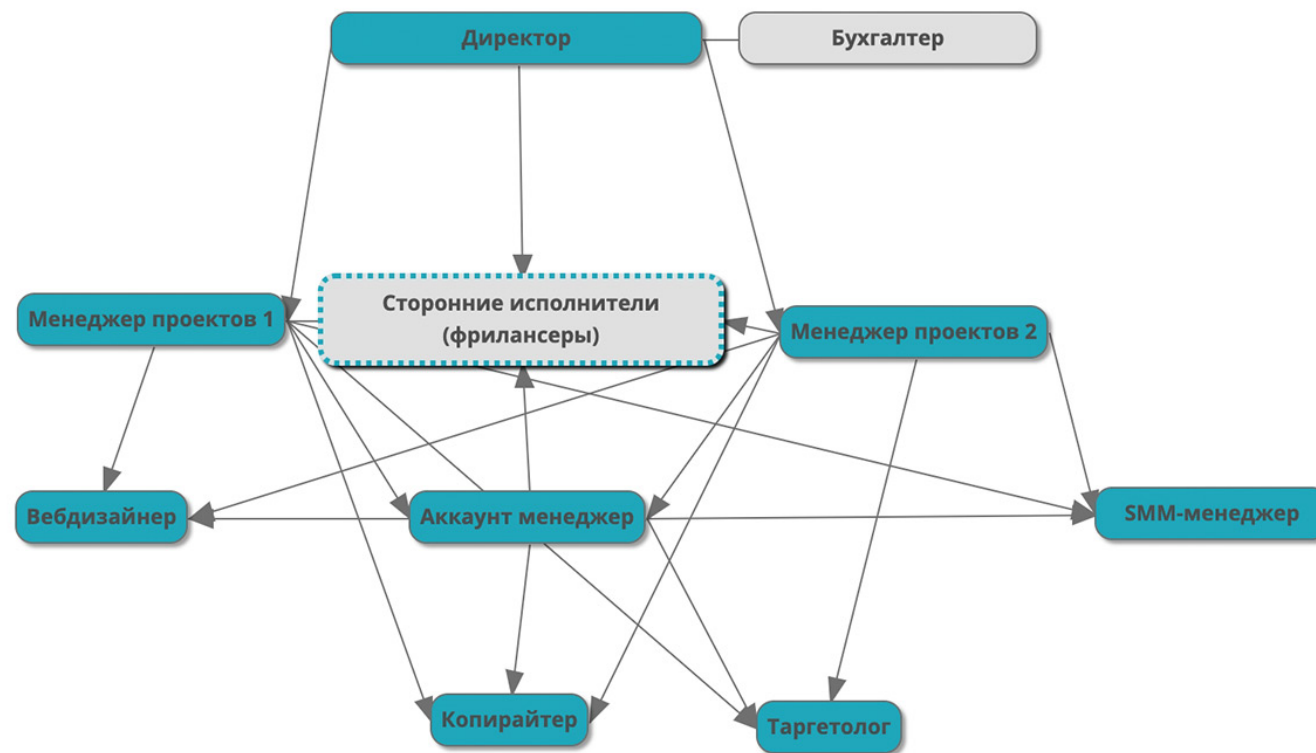 Директор
Бухгалтер
Сторонние исполнители
(фрилансеры)
Менеджер проектов 1
Менеджер проектов 2
Вебдизайнер
Аккаунт менеджер
SMM-менеджер
Копирайтер
Таргетолог